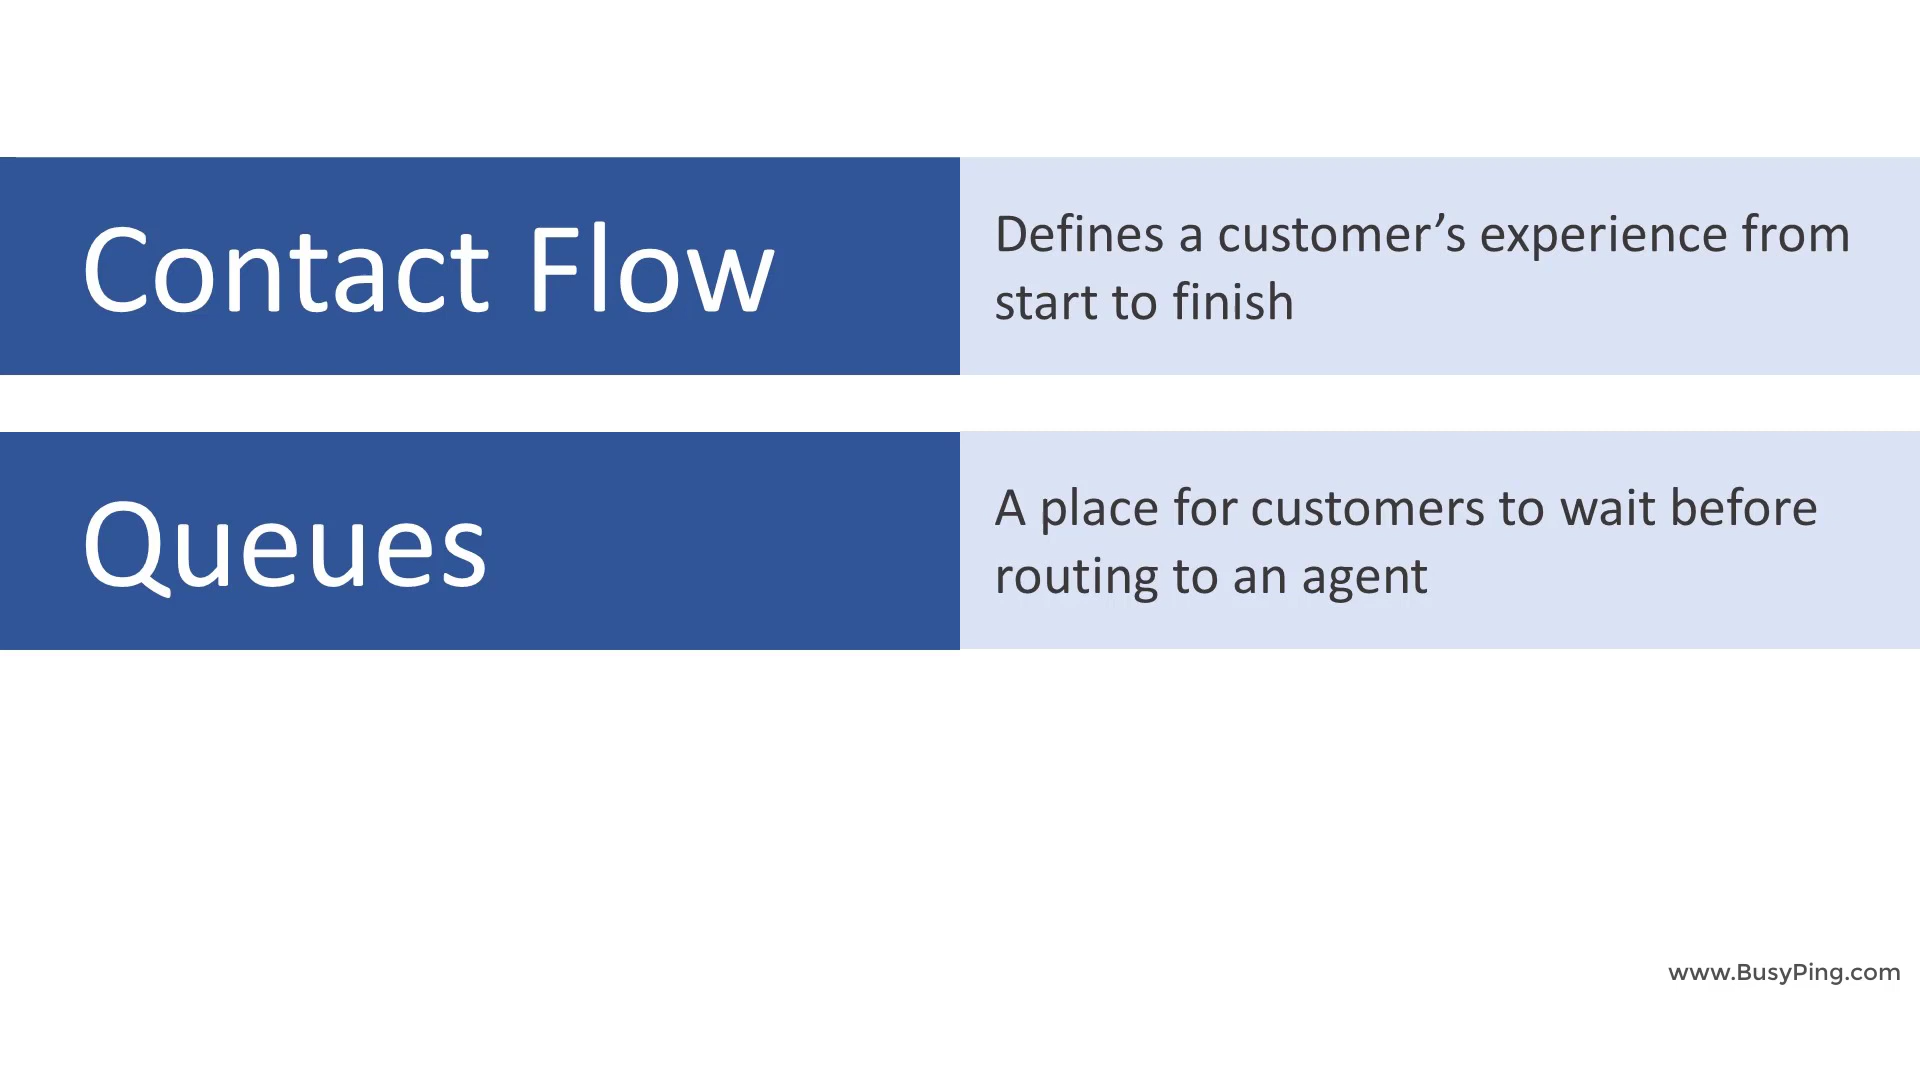 Contact Flow
Defines a customer’s experience from
start to finish
Queues
A place for customers to wait before
routing to an agent
www.BusyPing.com